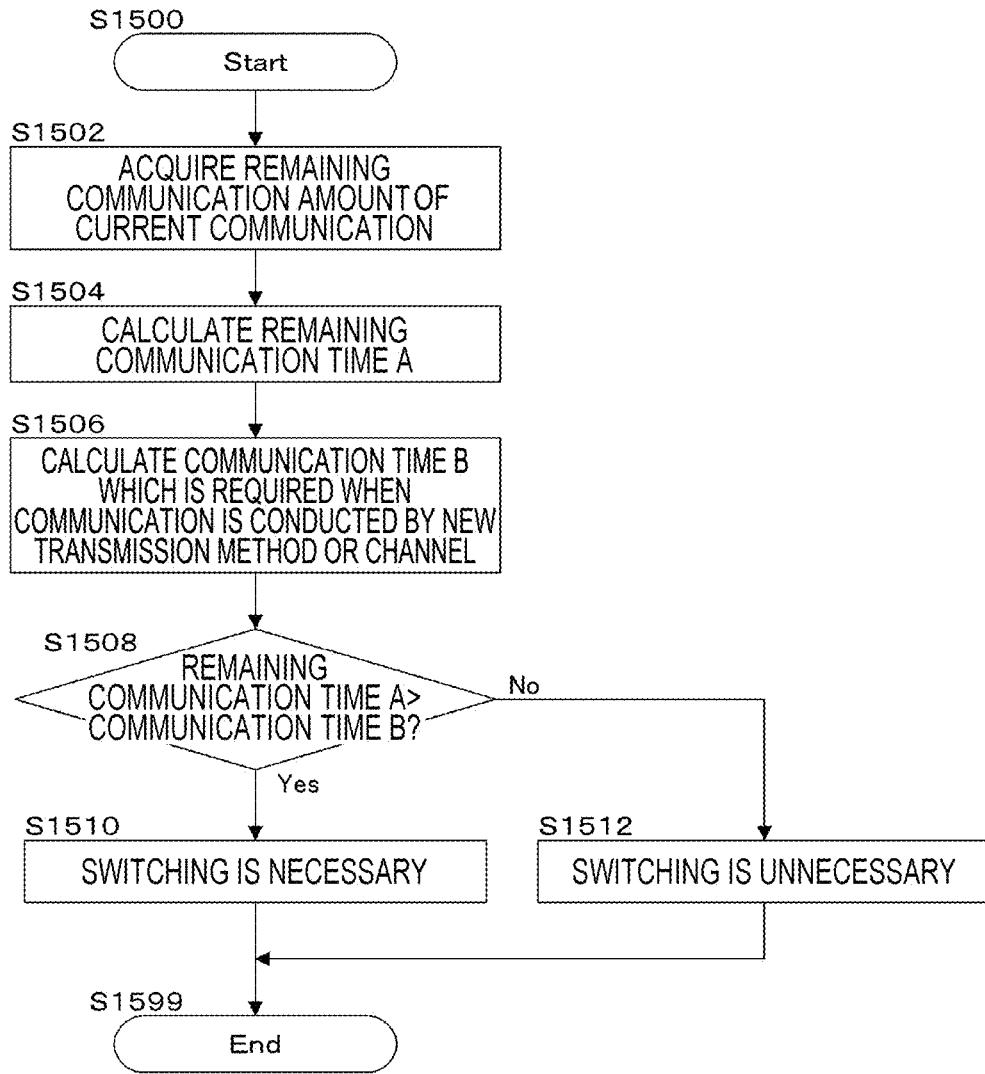 S1500
Start
S1502
ACQUIRE REMAINING
COMMUNICATION AMOUNT OF
CURRENT COMMUNICATION
S1504
CALCULATE REMAINING
COMMUNICATION TIME A
S1506
CALCULATE COMMUNICATION TIME B
WHICH IS REQUIRED WHEN
COMMUNICATION IS CONDUCTED BY NEW
TRANSMISSION METHOD OR CHANNEL
S1508
REMAINING
COMMUNICATION TIME A>
COMMUNICATION TIME B?
No
Yes
S1510
SWITCHING IS NECESSARY
S1512
SWITCHING IS UNNECESSARY
S1599
End